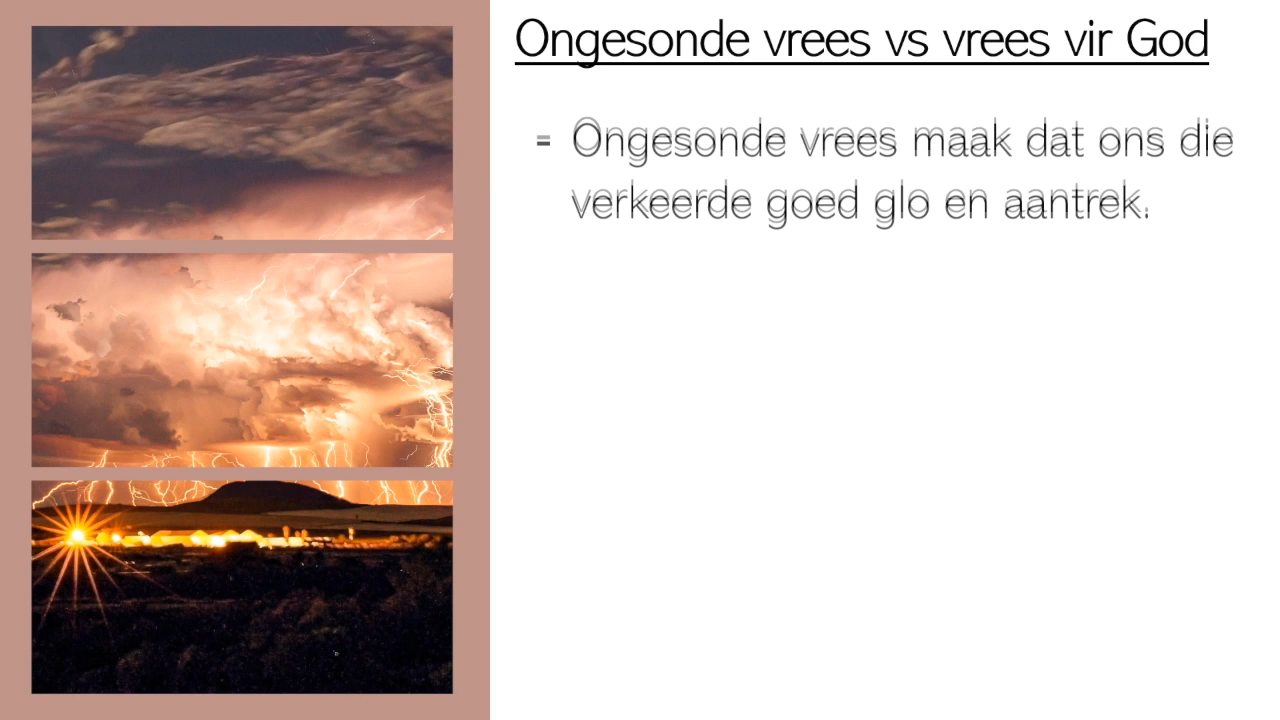 Ongesonde vrees vs vrees vir God
- Ongesonde vrees maak dat ons die
verkeerde goed glo en aantrek.